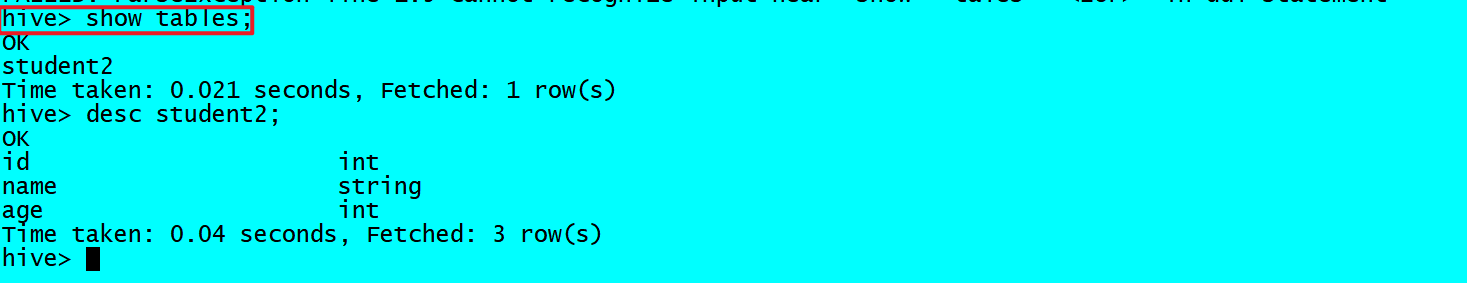 hive> show tables;
OK
student2
Time taken: 0.021 seconds, Fetched: 1 row(s)
hive> desc student2;
OK
id                      int
name                    string
age                     int
Time taken: 0.04 seconds, Fetched: 3 row(s)
hive>